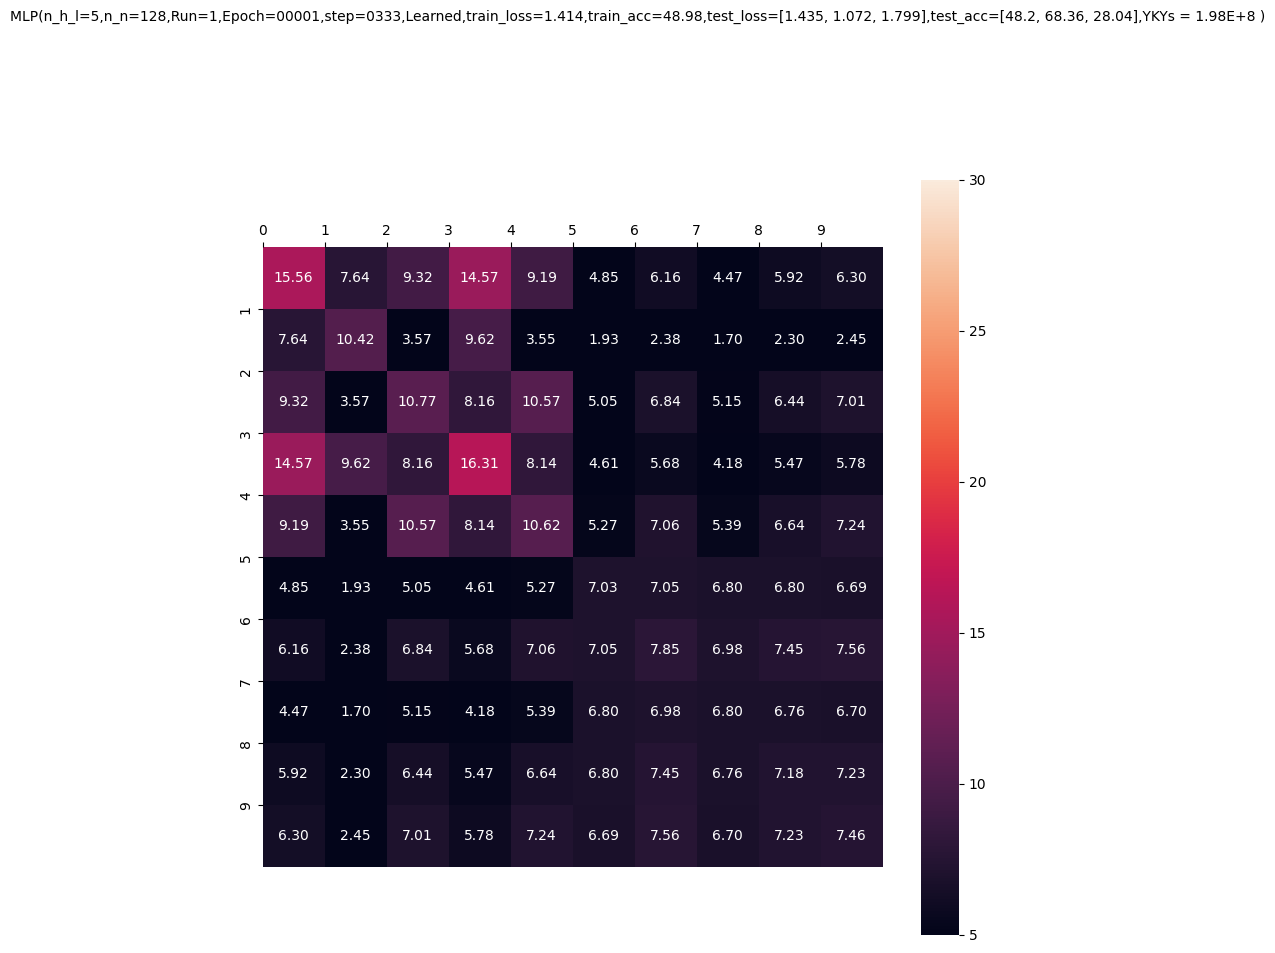 MLP(n_h_l=5,n_n=128,Run=1,Epoch=00001,step=0333,Learned,train_loss=1.414,train_acc=48.98,test_loss=[1.435, 1.072, 1.799],test_acc=[48.2, 68.36, 28.04],YKYs = 1.98E+8 )
0 1 2 3 4 5 6 7 8 9
15.56 7.64 9.32 14.57 9.19 4.85 6.16 4.47 5.92 6.30
1
7.64 10.42 3.57 9.62 3.55 1.93 2.38 1.70 2.30 2.45
2
9.32 3.57 10.77 8.16 10.57 5.05 6.84 5.15 6.44 7.01
3
14.57 9.62 8.16 16.31 8.14 4.61 5.68 4.18 5.47 5.78
4
9.19 3.55 10.57 8.14 10.62 5.27 7.06 5.39 6.64 7.24
5
4.85 1.93 5.05 4.61 5.27 7.03 7.05 6.80 6.80 6.69
6
6.16 2.38 6.84 5.68 7.06 7.05 7.85 6.98 7.45 7.56
7
4.47 1.70 5.15 4.18 5.39 6.80 6.98 6.80 6.76 6.70
8
5.92 2.30 6.44 5.47 6.64 6.80 7.45 6.76 7.18 7.23
9
6.30 2.45 7.01 5.78 7.24 6.69 7.56 6.70 7.23 7.46
30
25
20
15
10
5